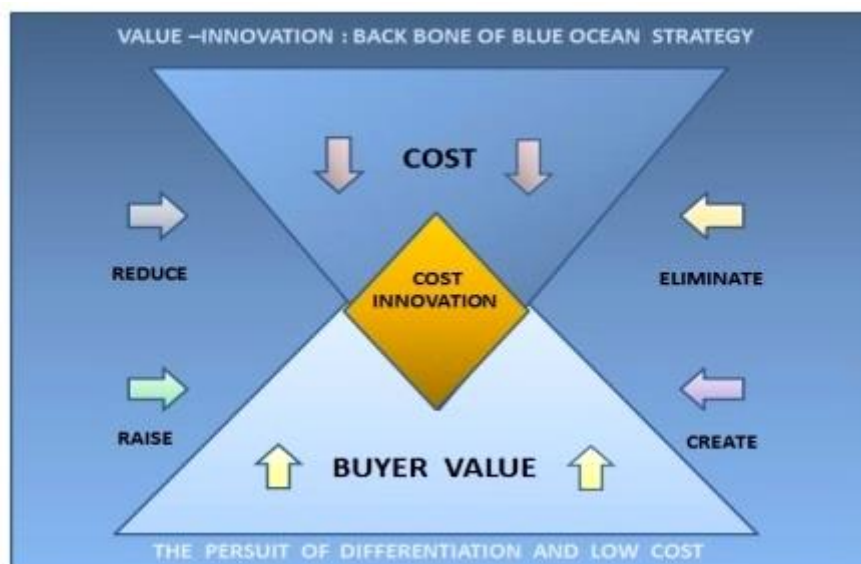 VALUE –INNOVATION : BACK BONE OF BLUE OCEAN STRATEGY
COST
REDUCE
ELIMINATE
COST
INNOVATION
RAISE
CREATE
BUYER VALUE
THE PERSUIT OF DIFFERENTIATION AND LOW COST